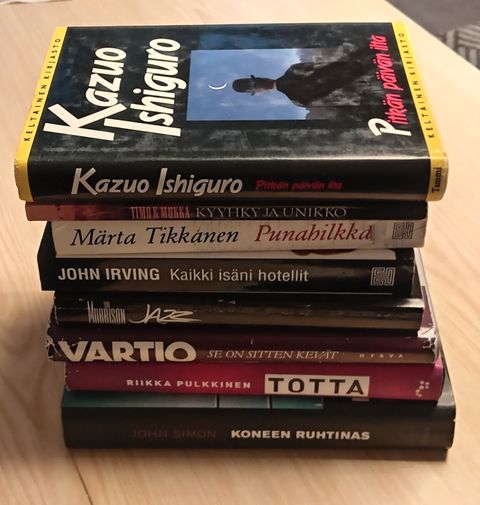 KELTAINEN KIRJASTO
Kazuo
Ishiguro
Pitkän päivän ilta
KELTAINEN KIRJASTO
Kazuo Ishiguro Pitkän päivän ilta Tammi
TIMO K. MUKKA KYYHKY JA UNIKKO
Märta Tikkanen Punahilkka
JOHN IRVING Kaikki isäni hotellit
MORRISON JAZZ
VARTIO SE ON SITTEN KEVÄT OTAVA
RIIKKA PULKKINEN TOTTA
JOHN SIMON KONEEN RUHTINAS